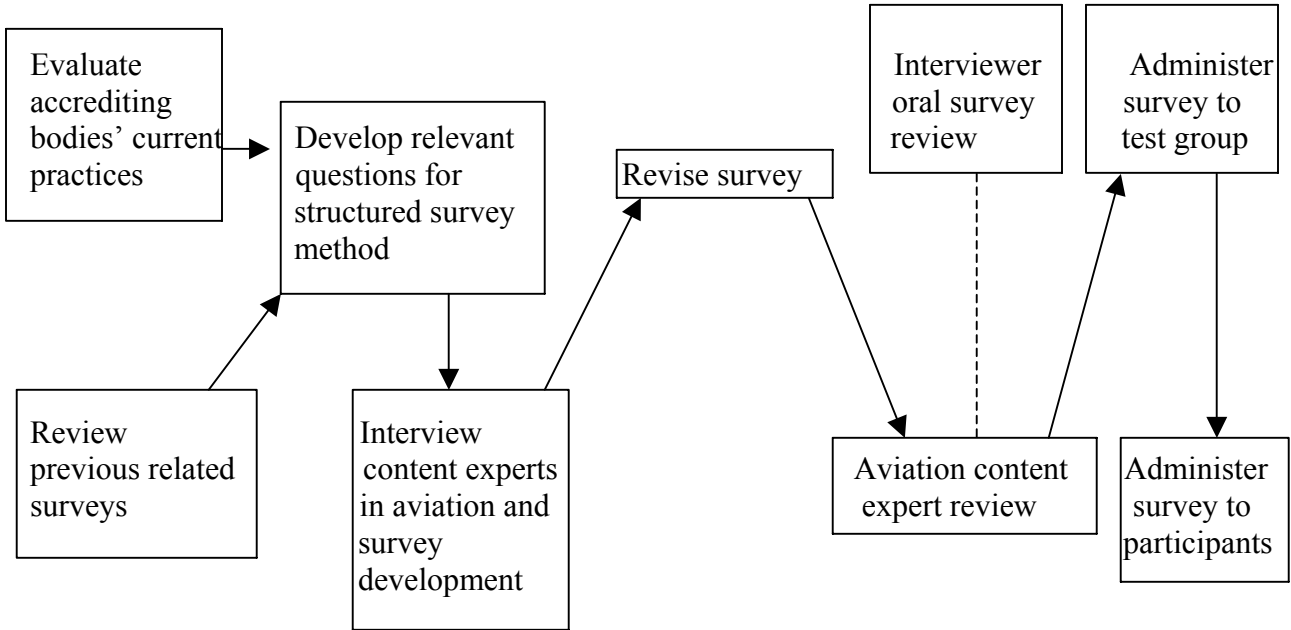 Evaluate
accrediting
bodies’ current
practices
Develop relevant
questions for
structured survey
method
Review
previous related
surveys
Interview
content experts
in aviation and
survey
development
Revise survey
Interviewer
oral survey
review
Aviation content
expert review
Administer
survey to
test group
Administer
survey to
participants